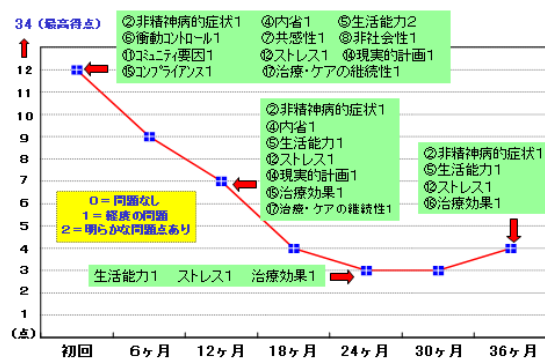 34 (最高得点)
②非精神病的症状1 ④内省1 ⑤生活能力2
⑥衝動コントロール1 ⑦共感性1 ⑧非社会性1
⑪コミュニティ要因1 ⑫ストレス1 ⑭現実的計画1
⑮コンプライアンス1 ⑰治療・ケアの継続性1
12
11
10
9
8
7
6
5
4
3
2
1
(点)
②非精神病的症状1
④内省1
⑤生活能力1
⑫ストレス1
⑭現実的計画1
⑯治療効果1
⑰治療・ケアの継続性1
②非精神病的症状1
⑤生活能力1
⑫ストレス1
⑯治療効果1
0=問題なし
1=軽度の問題
2=明らかな問題点あり
生活能力1 ストレス1 治療効果1
初回 6ヶ月 12ヶ月 18ヶ月 24ヶ月 30ヶ月 36ヶ月